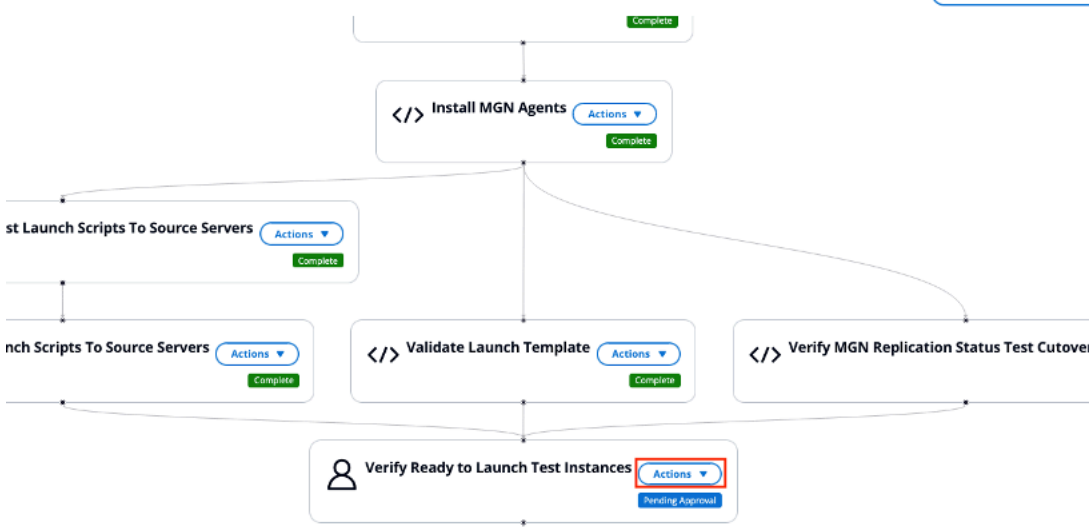 Complete
Install MGN Agents
Actions ▼
Complete
st Launch Scripts To Source Servers
Actions ▼
Complete
nch Scripts To Source Servers
Actions ▼
Complete
Validate Launch Template
Actions ▼
Complete
Verify MGN Replication Status Test Cutover
Verify Ready to Launch Test Instances
Actions ▼
Pending Approval